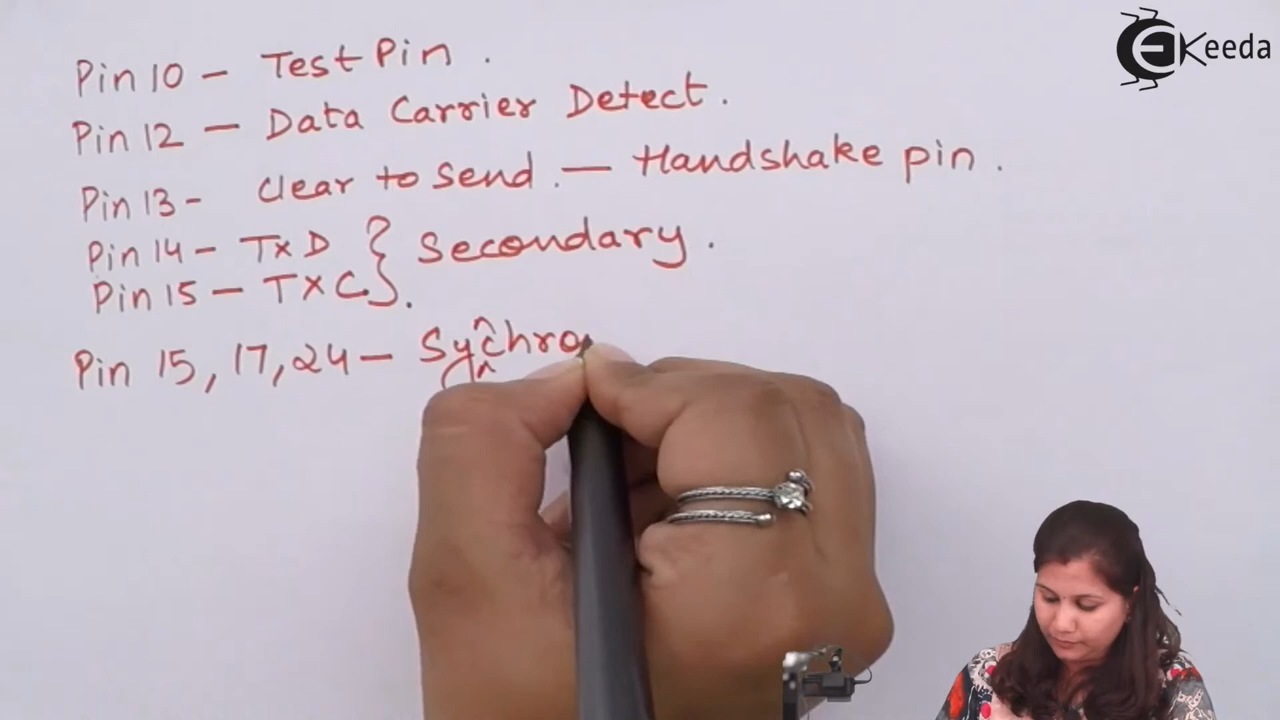 Keeda
Pin 10 - Test Pin .
Pin 12 - Data Carrier Detect .
Pin 13 - Clear to send . - Handshake pin .
Pin 14 - TXD } Secondary .
Pin 15 - TXC } .
Pin 15, 17, 24 - Sychro